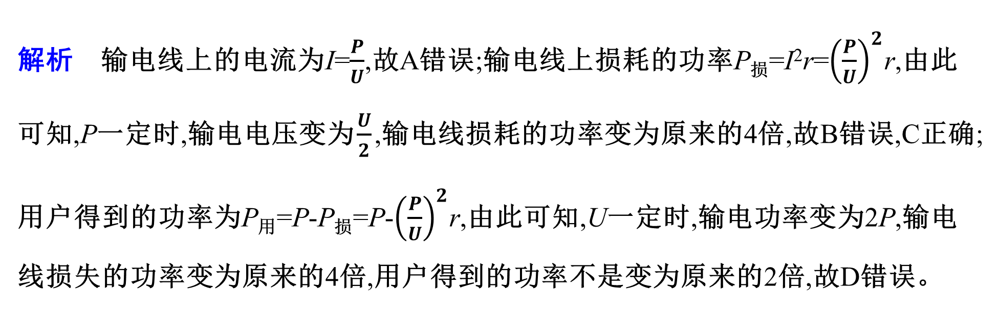 解析 输电线上的电流为I=P/U,故A错误;输电线上损耗的功率P损=I²r=(P/U)²r,由此
可知,P一定时,输电电压变为U/2,输电线损耗的功率变为原来的4倍,故B错误,C正确;
用户得到的功率为P用=P-P损=P-(P/U)²r,由此可知,U一定时,输电功率变为2P,输电
线损失的功率变为原来的4倍,用户得到的功率不是变为原来的2倍,故D错误。